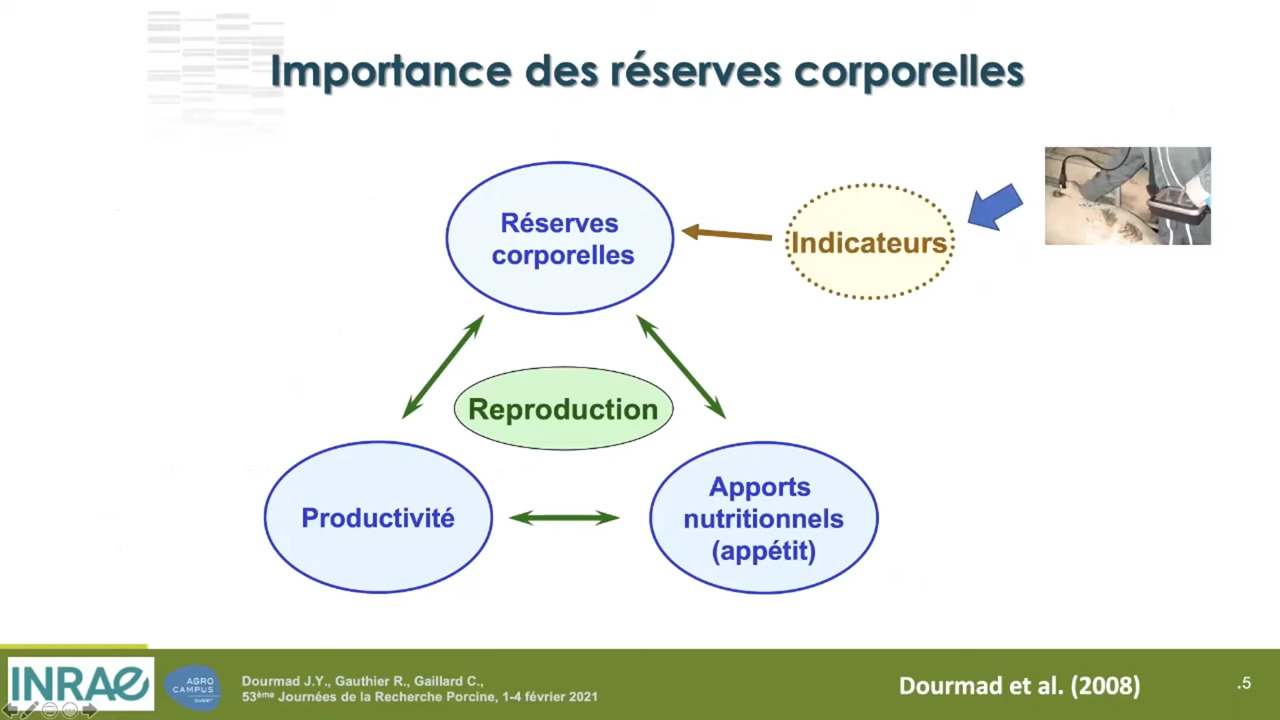 Importance des réserves corporelles
Réserves
corporelles
Indicateurs
Reproduction
Productivité
Apports
nutritionnels
(appétit)
INRAE
AGRO
CAMPUS
OUEST
Dourmad J.Y., Gauthier R., Gaillard C.,
53ème Journées de la Recherche Porcine, 1-4 février 2021
Dourmad et al. (2008)
.5